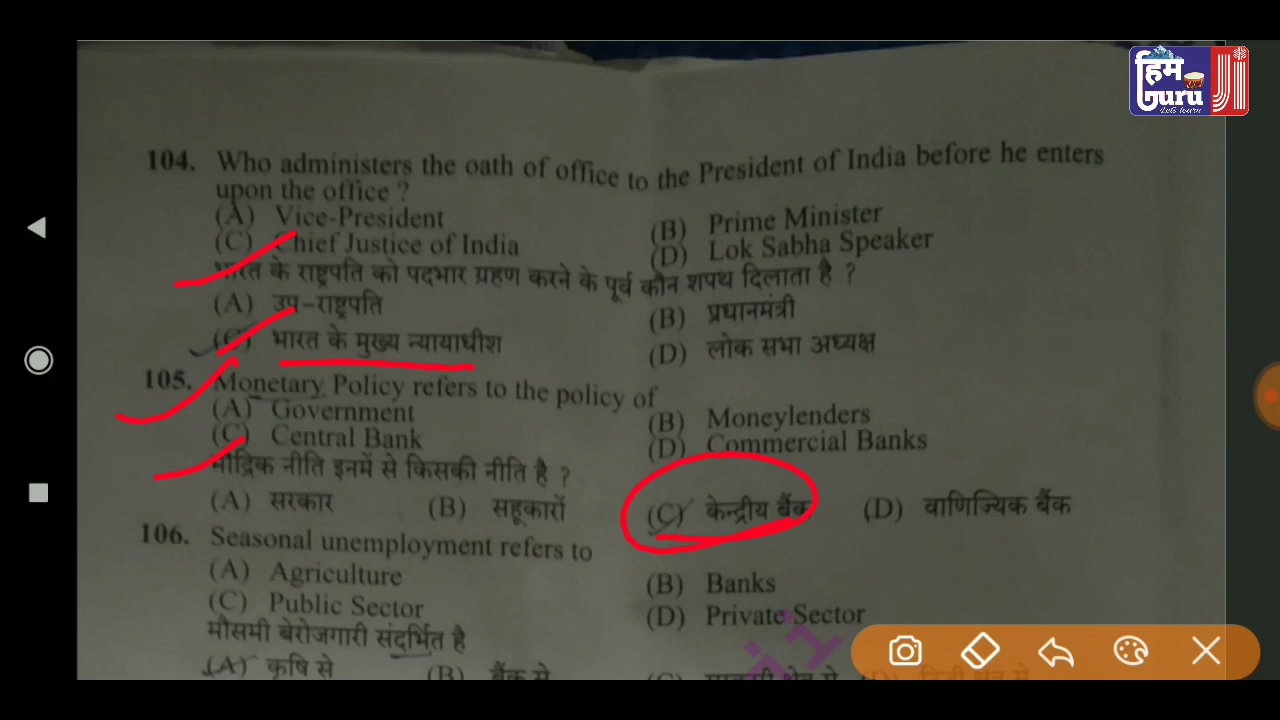 हिम
Guru
Ji
Let's learn
104. Who administers the oath of office to the President of India before he enters
upon the office ?
(A) Vice-President (B) Prime Minister
(C) Chief Justice of India (D) Lok Sabha Speaker
भारत के राष्ट्रपति को पदभार ग्रहण करने के पूर्व कौन शपथ दिलाता है ?
(A) उप-राष्ट्रपति (B) प्रधानमंत्री
(C) भारत के मुख्य न्यायाधीश (D) लोक सभा अध्यक्ष
105. Monetary Policy refers to the policy of
(A) Government (B) Moneylenders
(C) Central Bank (D) Commercial Banks
मौद्रिक नीति इनमें से किसकी नीति है ?
(A) सरकार (B) सहूकारों (C) केन्द्रीय बैंक (D) वाणिज्यिक बैंक
106. Seasonal unemployment refers to
(A) Agriculture (B) Banks
(C) Public Sector (D) Private Sector
मौसमी बेरोजगारी संदर्भित है
(A) कृषि से (B) बैंक से